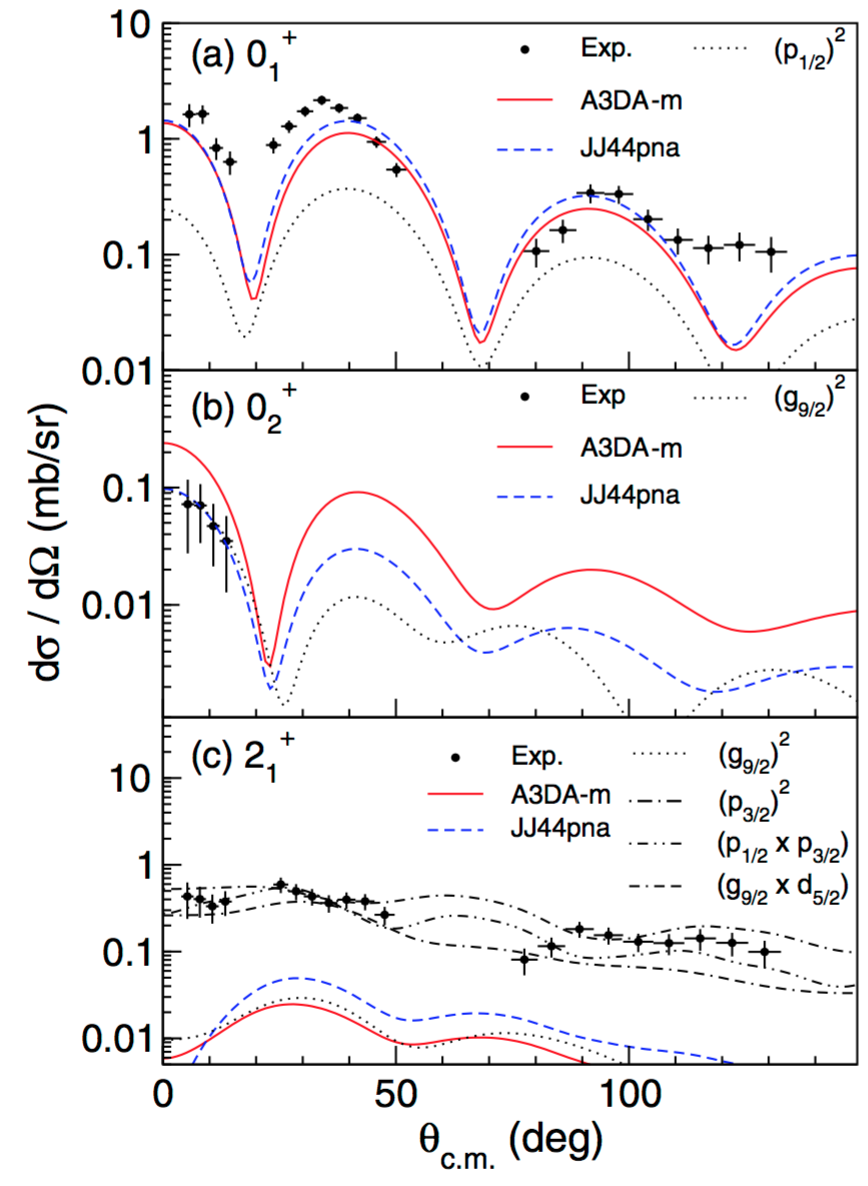 10
1
0.1
0.01
(a) 0₁⁺
Exp.
A3DA-m
JJ44pna
(p₁/₂)²
0.1
0.01
(b) 0₂⁺
Exp
A3DA-m
JJ44pna
(g₉/₂)²
10
1
0.1
0.01
(c) 2₁⁺
Exp.
A3DA-m
JJ44pna
(g₉/₂)²
(p₃/₂)²
(p₁/₂ x p₃/₂)
(g₉/₂ x d₅/₂)
dσ / dΩ (mb/sr)
0 50 100
θc.m. (deg)